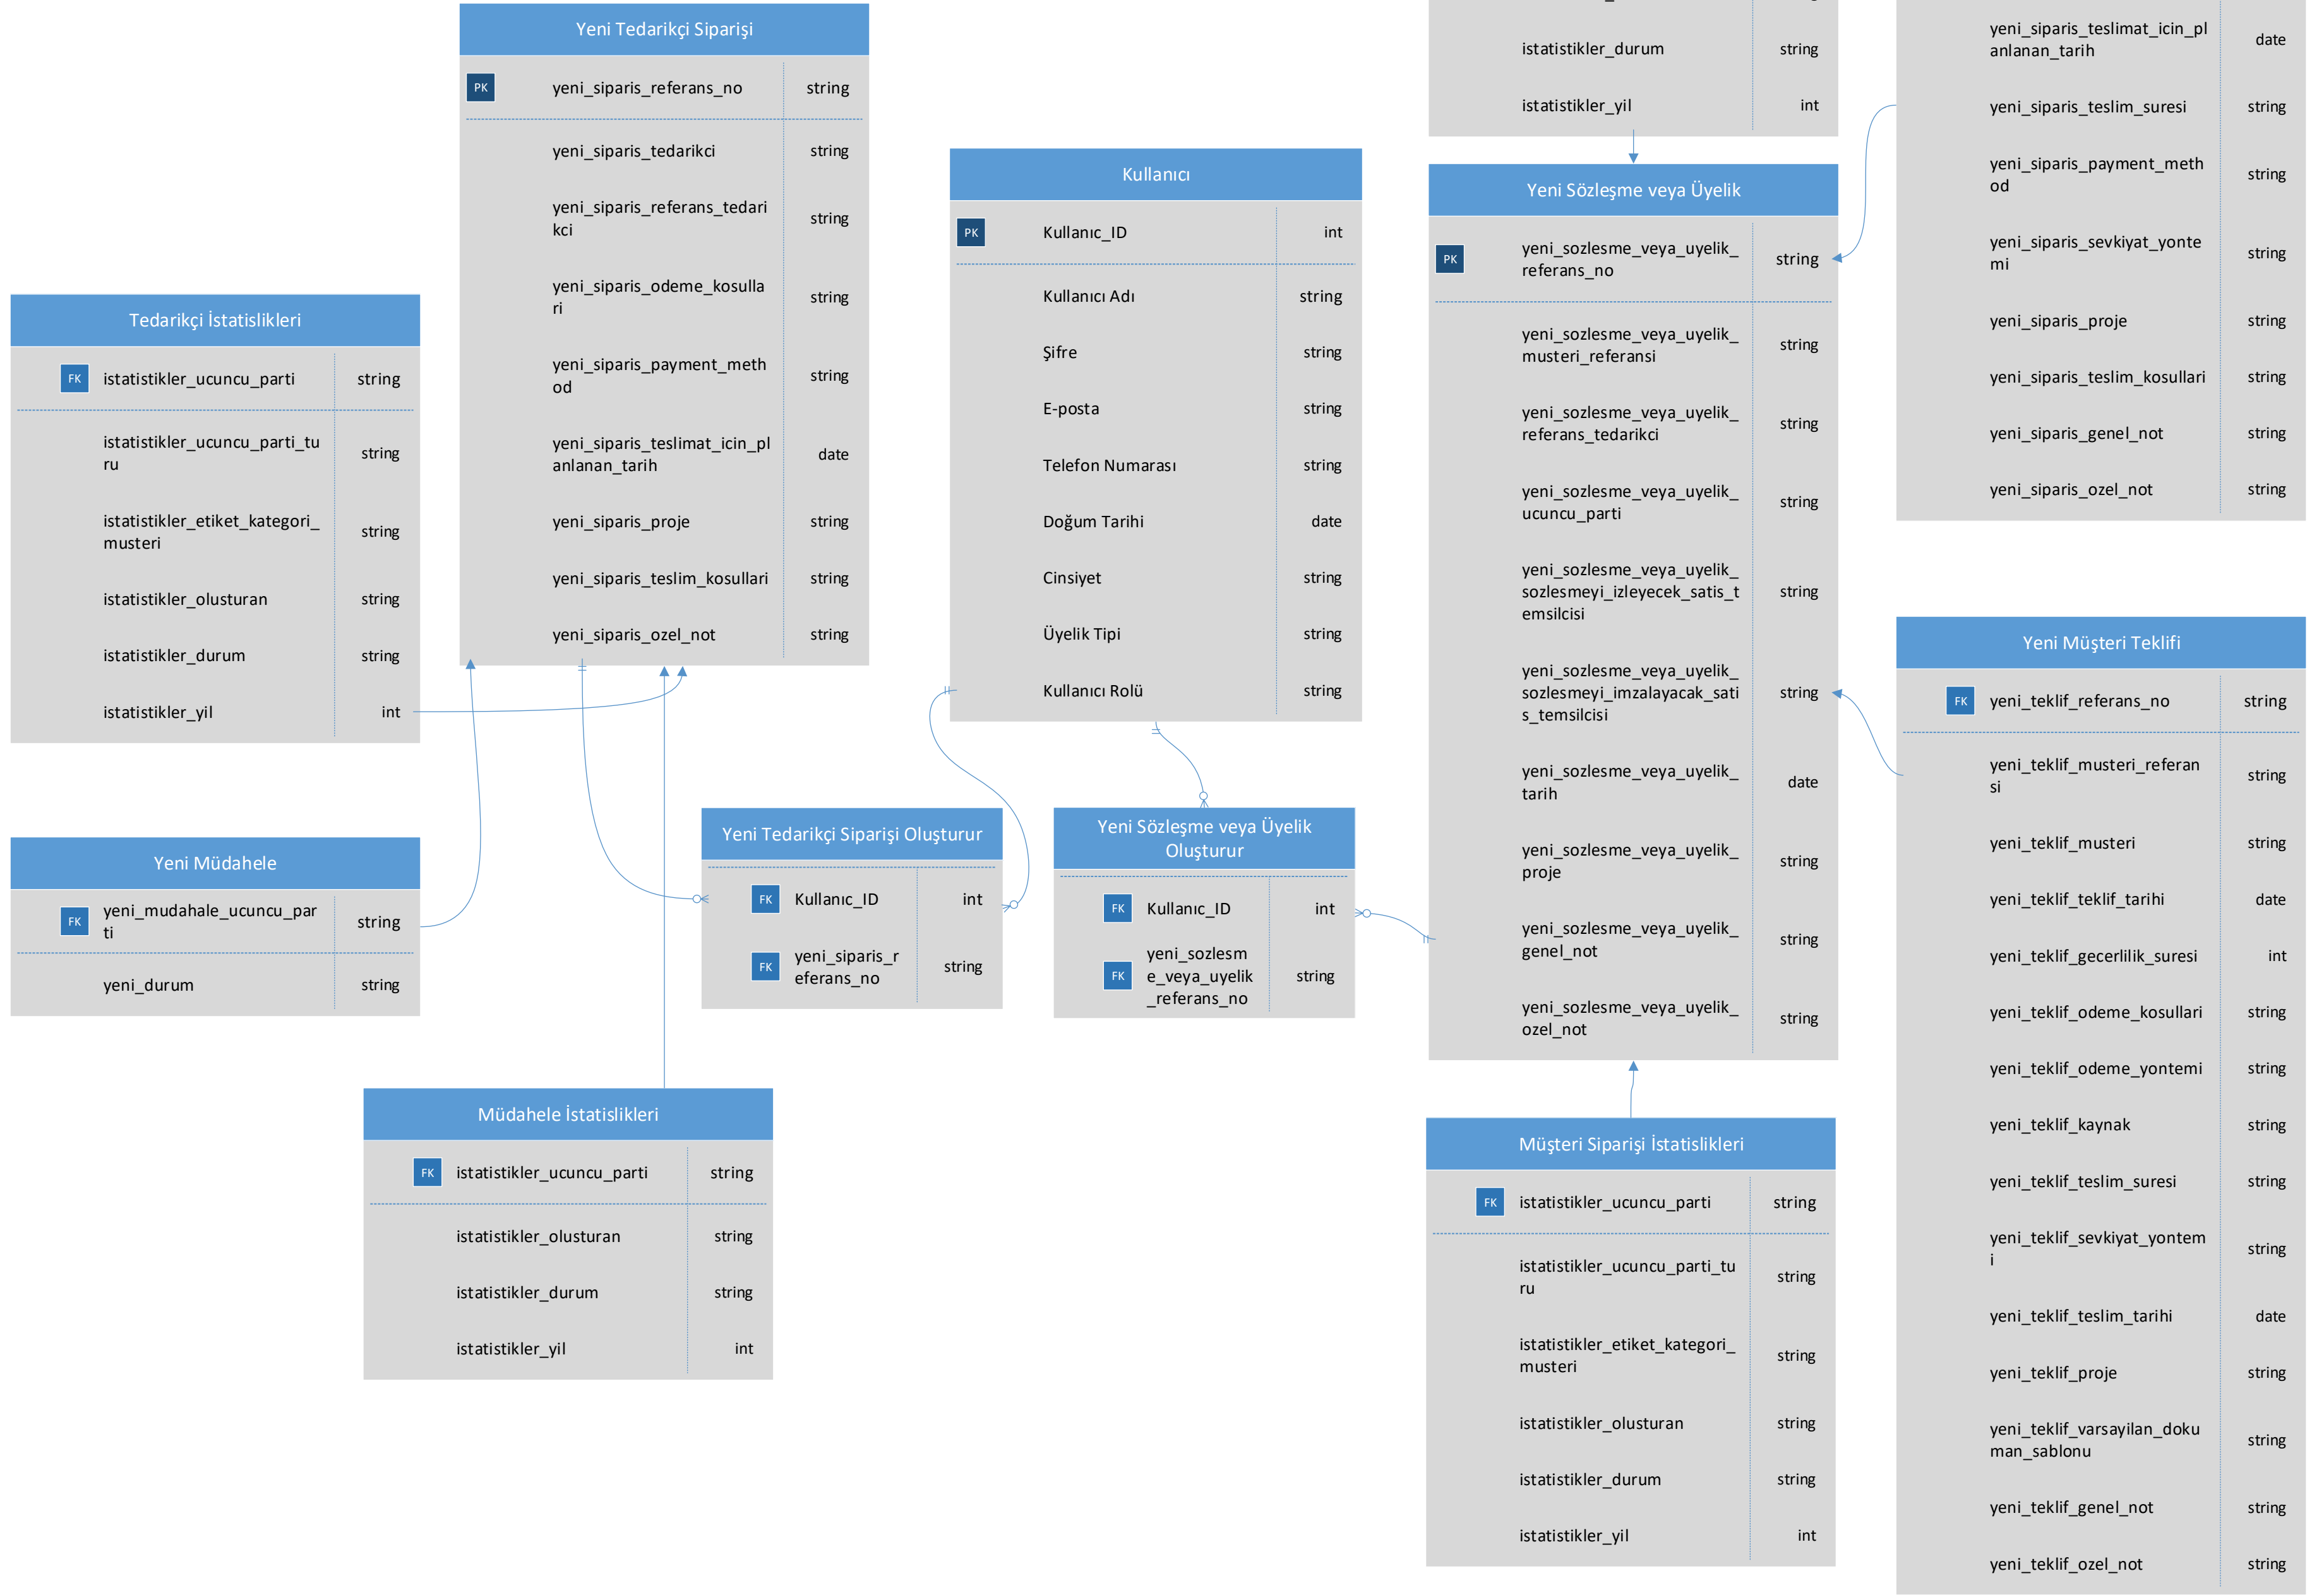 Yeni Tedarikçi Siparişi
PK
yeni_siparis_referans_no
string
yeni_siparis_tedarikci
string
yeni_siparis_referans_tedari
kci
string
yeni_siparis_odeme_kosulla
ri
string
yeni_siparis_payment_meth
od
string
yeni_siparis_teslimat_icin_pl
anlanan_tarih
date
yeni_siparis_proje
string
yeni_siparis_teslim_kosullari
string
yeni_siparis_ozel_not
string
istatistikler_durum
string
istatistikler_yil
int
yeni_siparis_teslimat_icin_pl
anlanan_tarih
date
yeni_siparis_teslim_suresi
string
yeni_siparis_payment_meth
od
string
yeni_siparis_sevkiyat_yonte
mi
string
yeni_siparis_proje
string
yeni_siparis_teslim_kosullari
string
yeni_siparis_genel_not
string
yeni_siparis_ozel_not
string
Kullanıcı
PK
Kullanıc_ID
int
Kullanıcı Adı
string
Şifre
string
E-posta
string
Telefon Numarası
string
Doğum Tarihi
date
Cinsiyet
string
Üyelik Tipi
string
Kullanıcı Rolü
string
Yeni Sözleşme veya Üyelik
PK
yeni_sozlesme_veya_uyelik_
referans_no
string
yeni_sozlesme_veya_uyelik_
musteri_referansi
string
yeni_sozlesme_veya_uyelik_
referans_tedarikci
string
yeni_sozlesme_veya_uyelik_
ucuncu_parti
string
yeni_sozlesme_veya_uyelik_
sozlesmeyi_izleyecek_satis_t
emsilcisi
string
yeni_sozlesme_veya_uyelik_
sozlesmeyi_imzalayacak_sati
s_temsilcisi
string
yeni_sozlesme_veya_uyelik_
tarih
date
yeni_sozlesme_veya_uyelik_
proje
string
yeni_sozlesme_veya_uyelik_
genel_not
string
yeni_sozlesme_veya_uyelik_
ozel_not
string
Tedarikçi İstatislikleri
FK
istatistikler_ucuncu_parti
string
istatistikler_ucuncu_parti_tu
ru
string
istatistikler_etiket_kategori_
musteri
string
istatistikler_olusturan
string
istatistikler_durum
string
istatistikler_yil
int
Yeni Müşteri Teklifi
FK
yeni_teklif_referans_no
string
yeni_teklif_musteri_referan
si
string
yeni_teklif_musteri
string
yeni_teklif_teklif_tarihi
date
yeni_teklif_gecerlilik_suresi
int
yeni_teklif_odeme_kosullari
string
yeni_teklif_odeme_yontemi
string
yeni_teklif_kaynak
string
yeni_teklif_teslim_suresi
string
yeni_teklif_sevkiyat_yontem
i
string
yeni_teklif_teslim_tarihi
date
yeni_teklif_proje
string
yeni_teklif_varsayilan_doku
man_sablonu
string
yeni_teklif_genel_not
string
yeni_teklif_ozel_not
string
Yeni Müdahele
FK
yeni_mudahale_ucuncu_par
ti
string
yeni_durum
string
Yeni Tedarikçi Siparişi Oluşturur
FK
Kullanıc_ID
int
FK
yeni_siparis_r
eferans_no
string
Yeni Sözleşme veya Üyelik
Oluşturur
FK
Kullanıc_ID
int
FK
yeni_sozlesm
e_veya_uyelik
_referans_no
string
Müdahele İstatislikleri
FK
istatistikler_ucuncu_parti
string
istatistikler_olusturan
string
istatistikler_durum
string
istatistikler_yil
int
Müşteri Siparişi İstatislikleri
FK
istatistikler_ucuncu_parti
string
istatistikler_ucuncu_parti_tu
ru
string
istatistikler_etiket_kategori_
musteri
string
istatistikler_olusturan
string
istatistikler_durum
string
istatistikler_yil
int